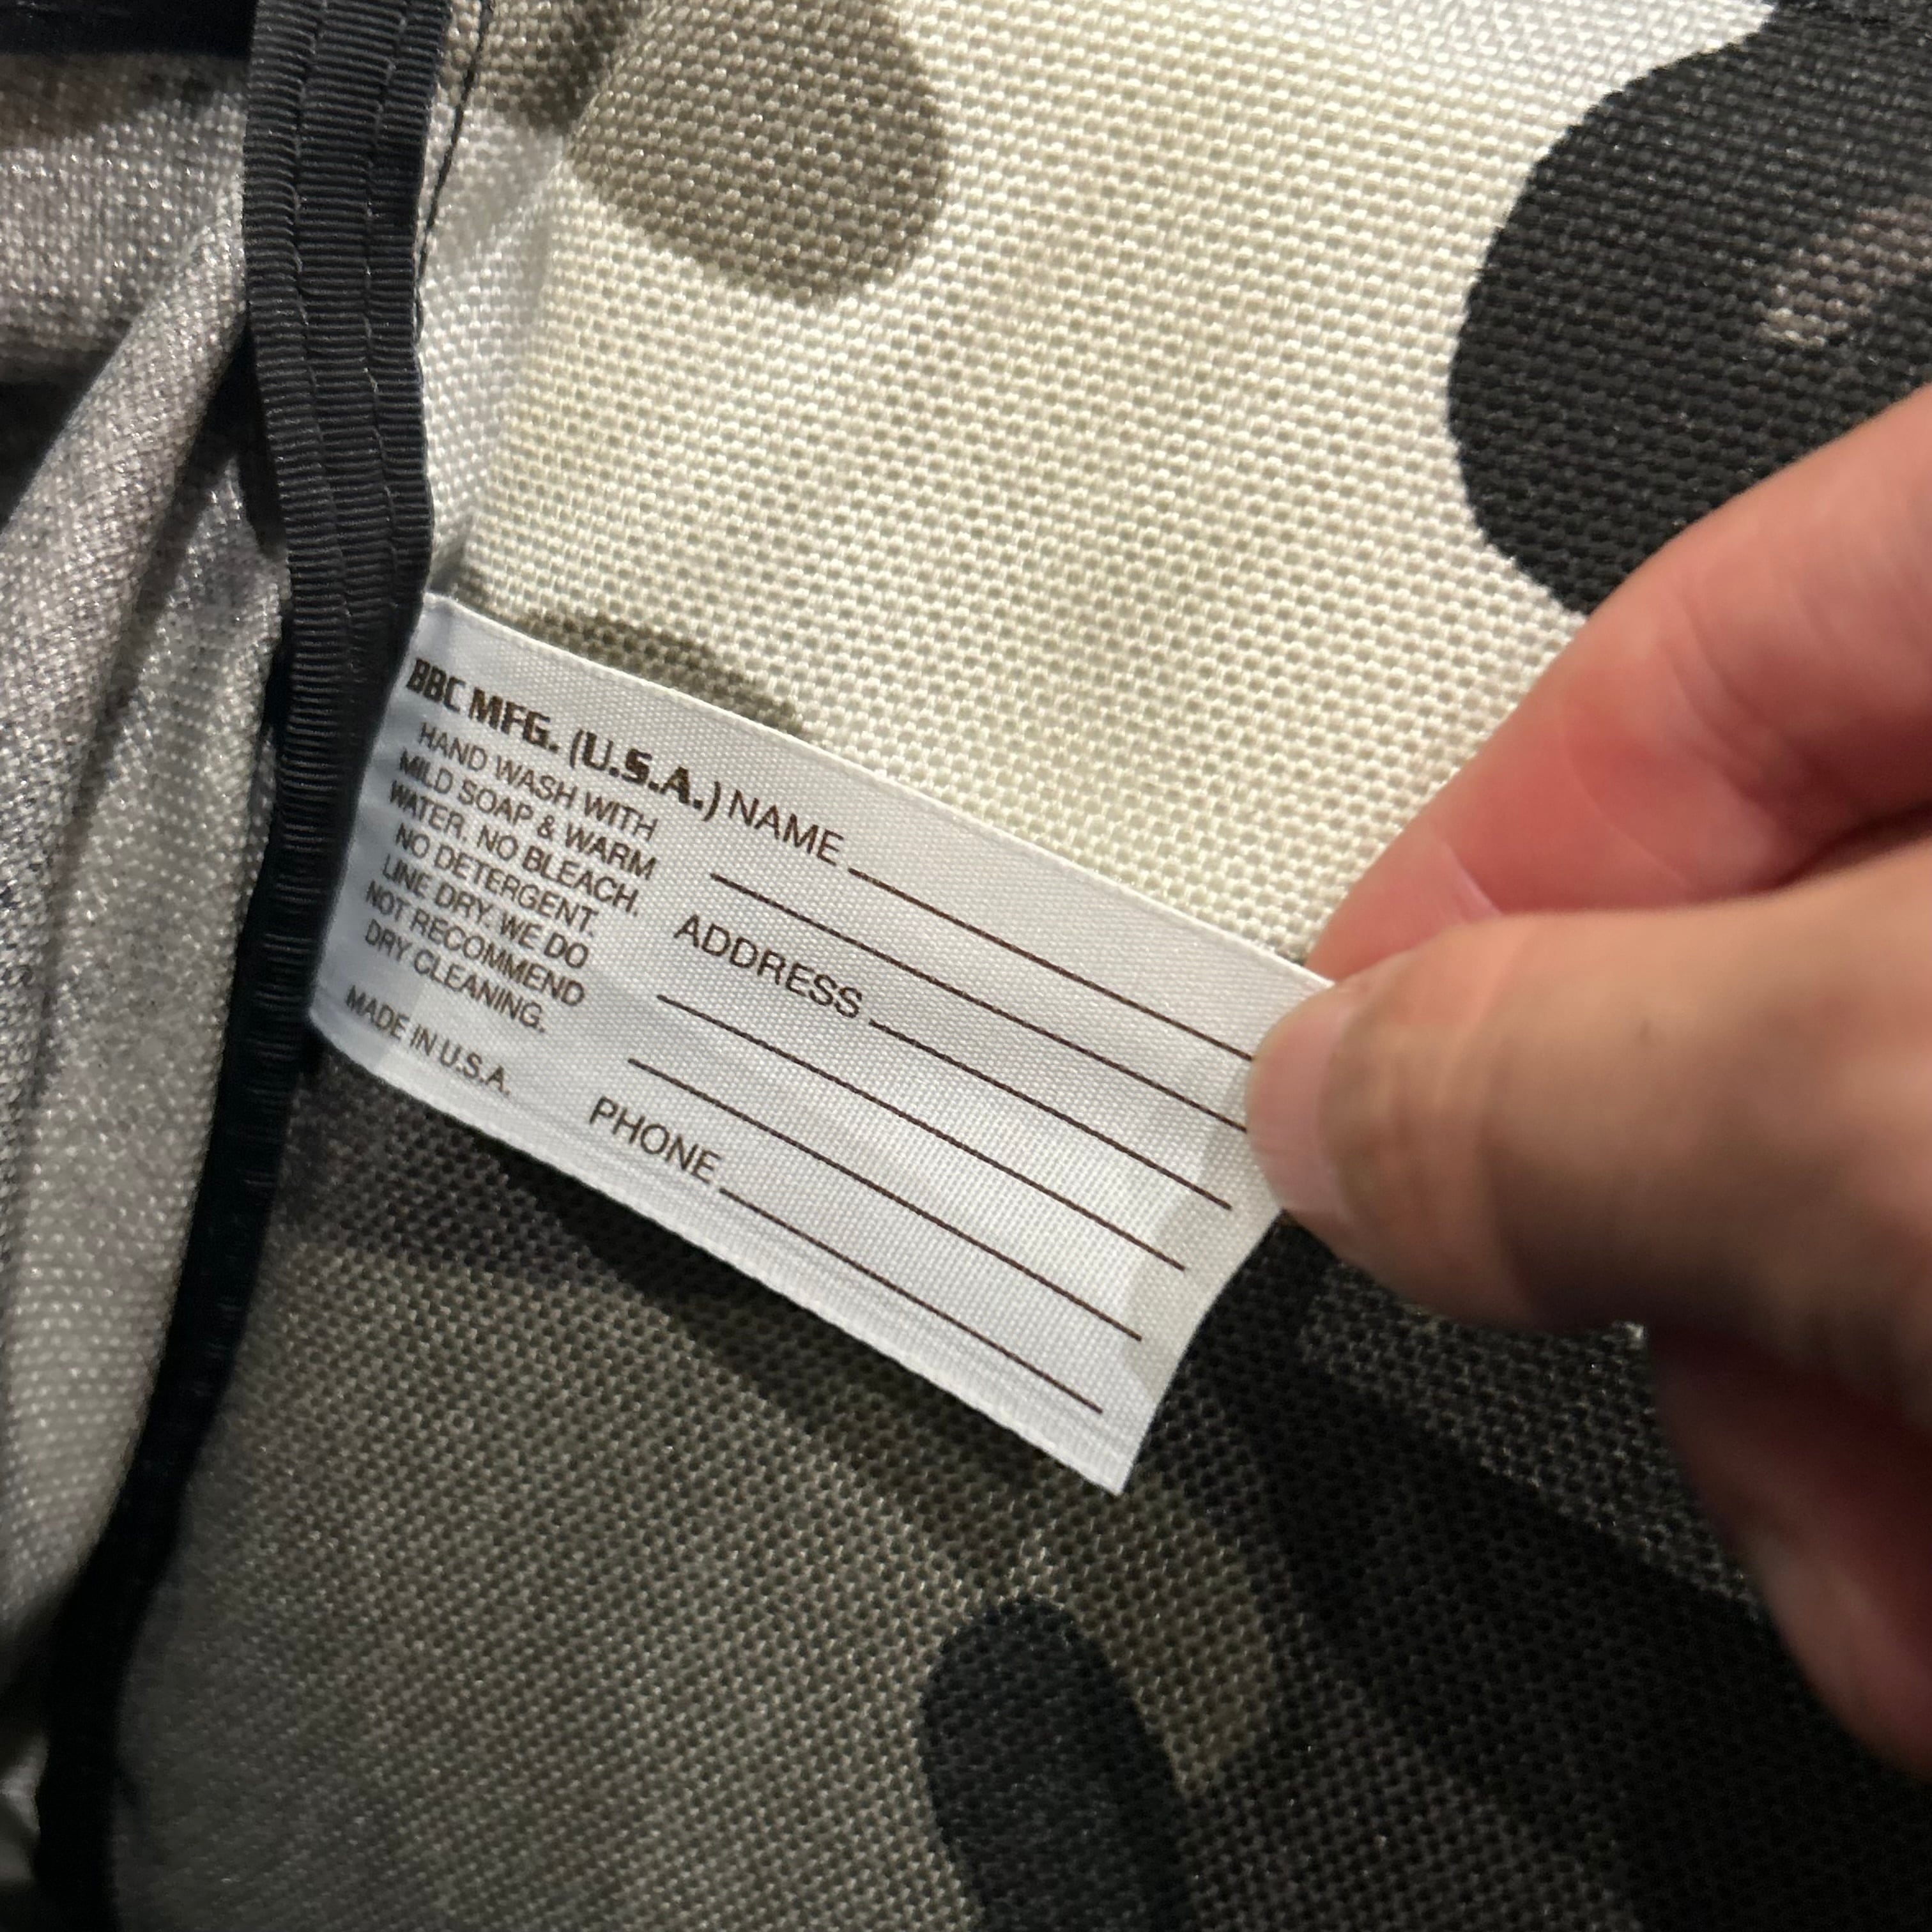 BBC MFG. (U.S.A.)
HAND WASH WITH
MILD SOAP & WARM
WATER, NO BLEACH.
NO DETERGENT.
LINE DRY. WE DO
NOT RECOMMEND
DRY CLEANING.
MADE IN U.S.A.
NAME
ADDRESS
PHONE